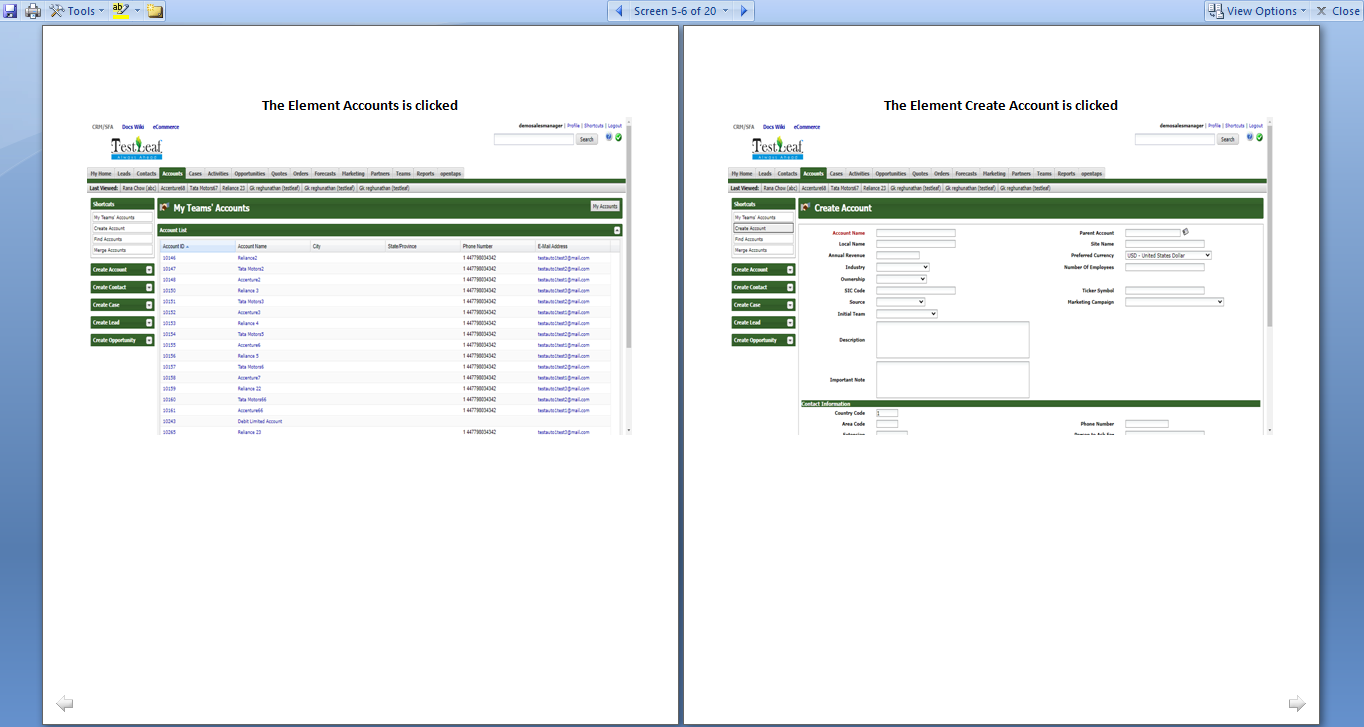 Tools
Screen 5-6 of 20
View Options
Close
The Element Accounts is clicked
CRM/SFA Docs Wiki eCommerce
demosalesmanager | Profile | Shortcuts | Logout
TestLeaf
Always Ahead
Search
My Home Leads Contacts Accounts Cases Activities Opportunities Quotes Orders Forecasts Marketing Partners Teams Reports opentaps
Last Viewed: Rana Chow (abc) Accenture68 Tata Motors67 Reliance 23 Gk reghunathan (testleaf) Gk reghunathan (testleaf) Gk reghunathan (testleaf)
Shortcuts
My Teams' Accounts
Create Account
Find Accounts
Merge Accounts
Create Account
Create Contact
Create Case
Create Lead
Create Opportunity
My Teams' Accounts
My Accounts
Account List
Account ID Account Name City State/Province Phone Number E-Mail Address
10146 Reliance2 1 447788034342 testauto1test2@mail.com
10147 Tata Motors2 1 447788034342 testauto1test2@mail.com
10148 Accenture2 1 447788034342 testauto1test2@mail.com
10150 Reliance 3 1 447788034342 testauto1test3@mail.com
10151 Tata Motors3 1 447788034342 testauto1test2@mail.com
10152 Accenture3 1 447788034342 testauto1test2@mail.com
10153 Reliance 4 1 447788034342 testauto1test3@mail.com
10154 Tata Motors5 1 447788034342 testauto1test2@mail.com
10155 Accenture6 1 447788034342 testauto1test1@mail.com
10156 Reliance 5 1 447788034342 testauto1test3@mail.com
10157 Tata Motors6 1 447788034342 testauto1test2@mail.com
10158 Accenture7 1 447788034342 testauto1test1@mail.com
10159 Reliance 22 1 447788034342 testauto1test3@mail.com
10160 Tata Motors66 1 447788034342 testauto1test2@mail.com
10161 Accenture66 1 447788034342 testauto1test1@mail.com
10243 Debit Limited Account
10265 Reliance 23 1 447788034342 testauto1test3@mail.com
The Element Create Account is clicked
CRM/SFA Docs Wiki eCommerce
demosalesmanager | Profile | Shortcuts | Logout
TestLeaf
Always Ahead
Search
My Home Leads Contacts Accounts Cases Activities Opportunities Quotes Orders Forecasts Marketing Partners Teams Reports opentaps
Last Viewed: Rana Chow (abc) Accenture68 Tata Motors67 Reliance 23 Gk reghunathan (testleaf) Gk reghunathan (testleaf) Gk reghunathan (testleaf)
Shortcuts
My Teams' Accounts
Create Account
Find Accounts
Merge Accounts
Create Account
Create Contact
Create Case
Create Lead
Create Opportunity
Create Account
Account Name Parent Account
Local Name Site Name
Annual Revenue Preferred Currency USD - United States Dollar
Industry Number Of Employees
Ownership
SIC Code Ticker Symbol
Source Marketing Campaign
Initial Team
Description
Important Note
Contact Information
Country Code 1
Area Code Phone Number
Extension Person to Ask For